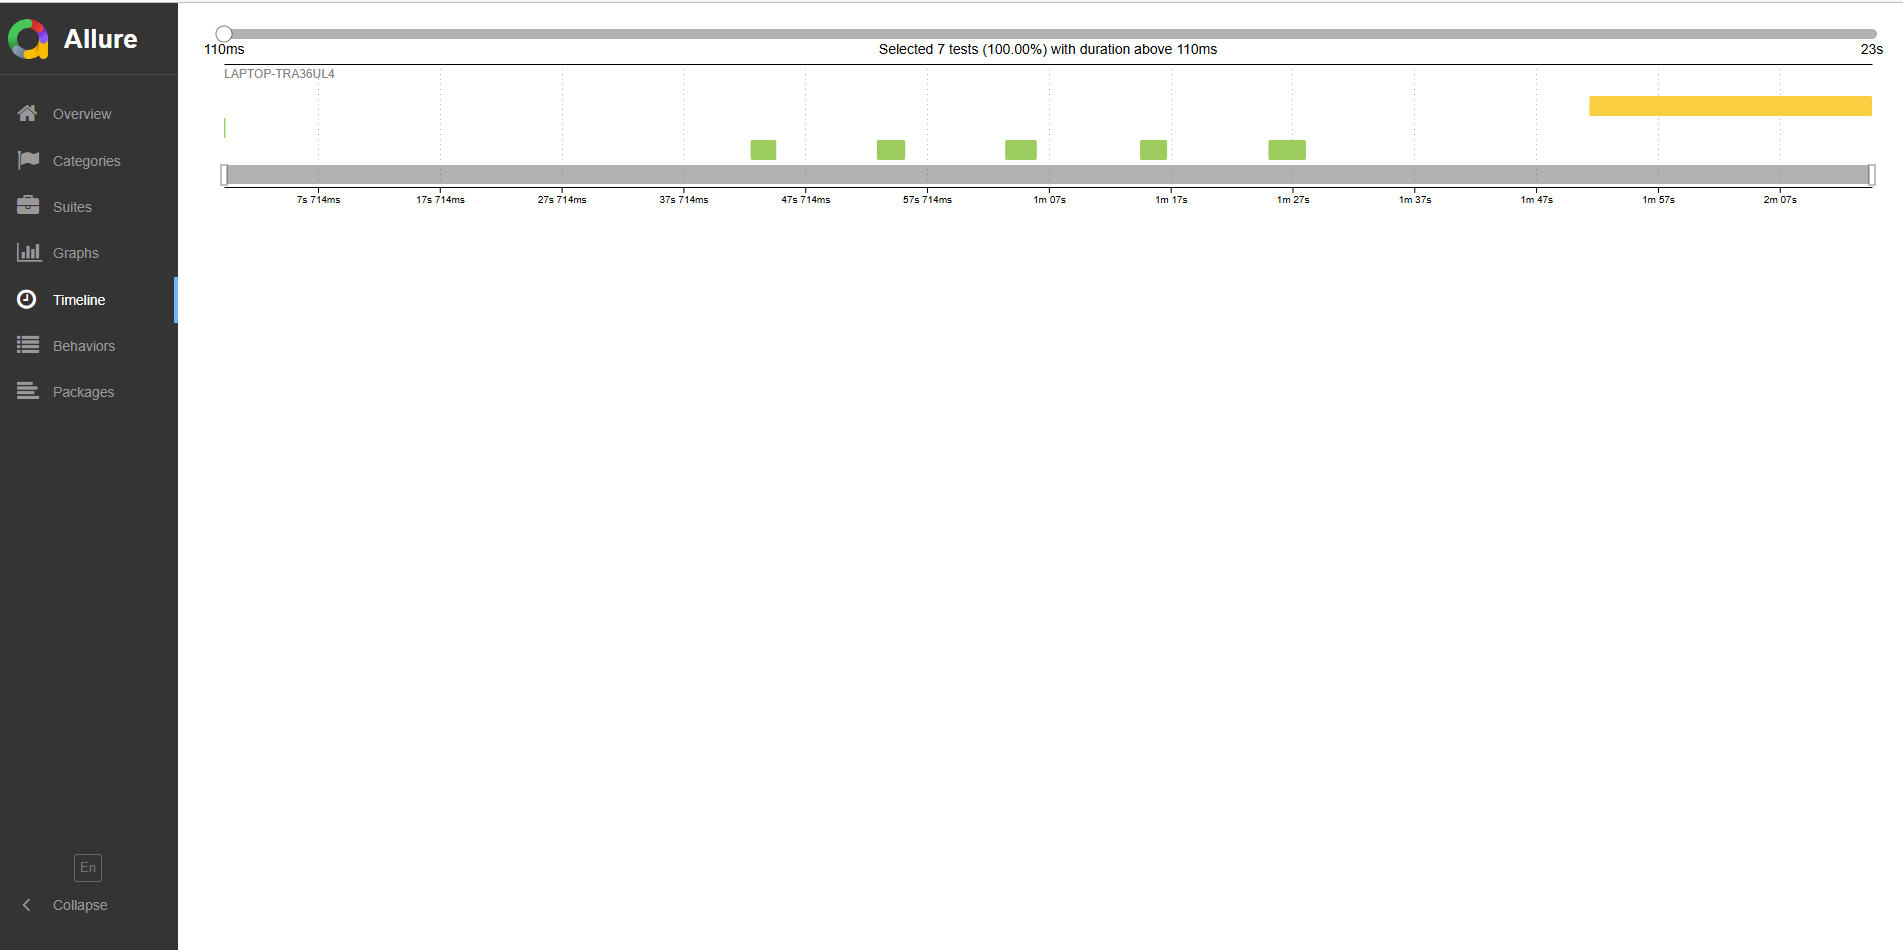 Allure
Overview
Categories
Suites
Graphs
Timeline
Behaviors
Packages
En
Collapse
110ms
Selected 7 tests (100.00%) with duration above 110ms
23s
LAPTOP-TRA36UL4
7s 714ms
17s 714ms
27s 714ms
37s 714ms
47s 714ms
57s 714ms
1m 07s
1m 17s
1m 27s
1m 37s
1m 47s
1m 57s
2m 07s